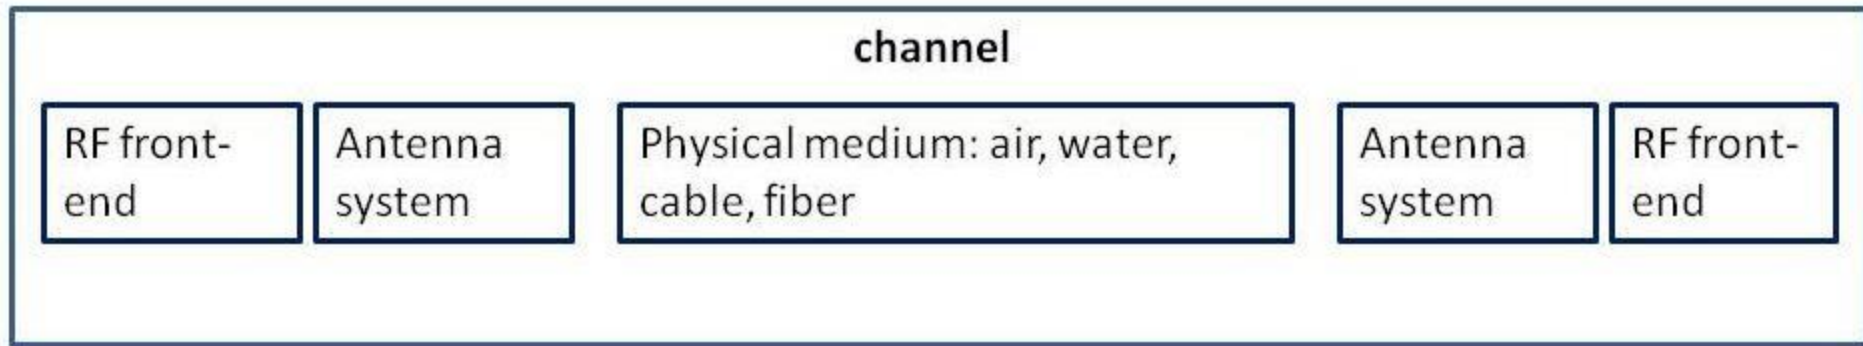 channel
RF front-
end
Antenna
system
Physical medium: air, water,
cable, fiber
Antenna
system
RF front-
end